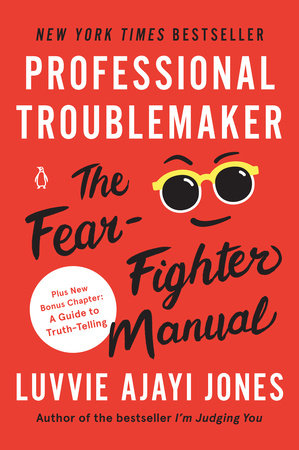 NEW YORK TIMES BESTSELLER
PROFESSIONAL
TROUBLEMAKER
The
Fear-
Fighter
Manual
Plus New
Bonus Chapter:
A Guide to
Truth-Telling
LUVVIE AJAYI JONES
Author of the bestseller I'm Judging You